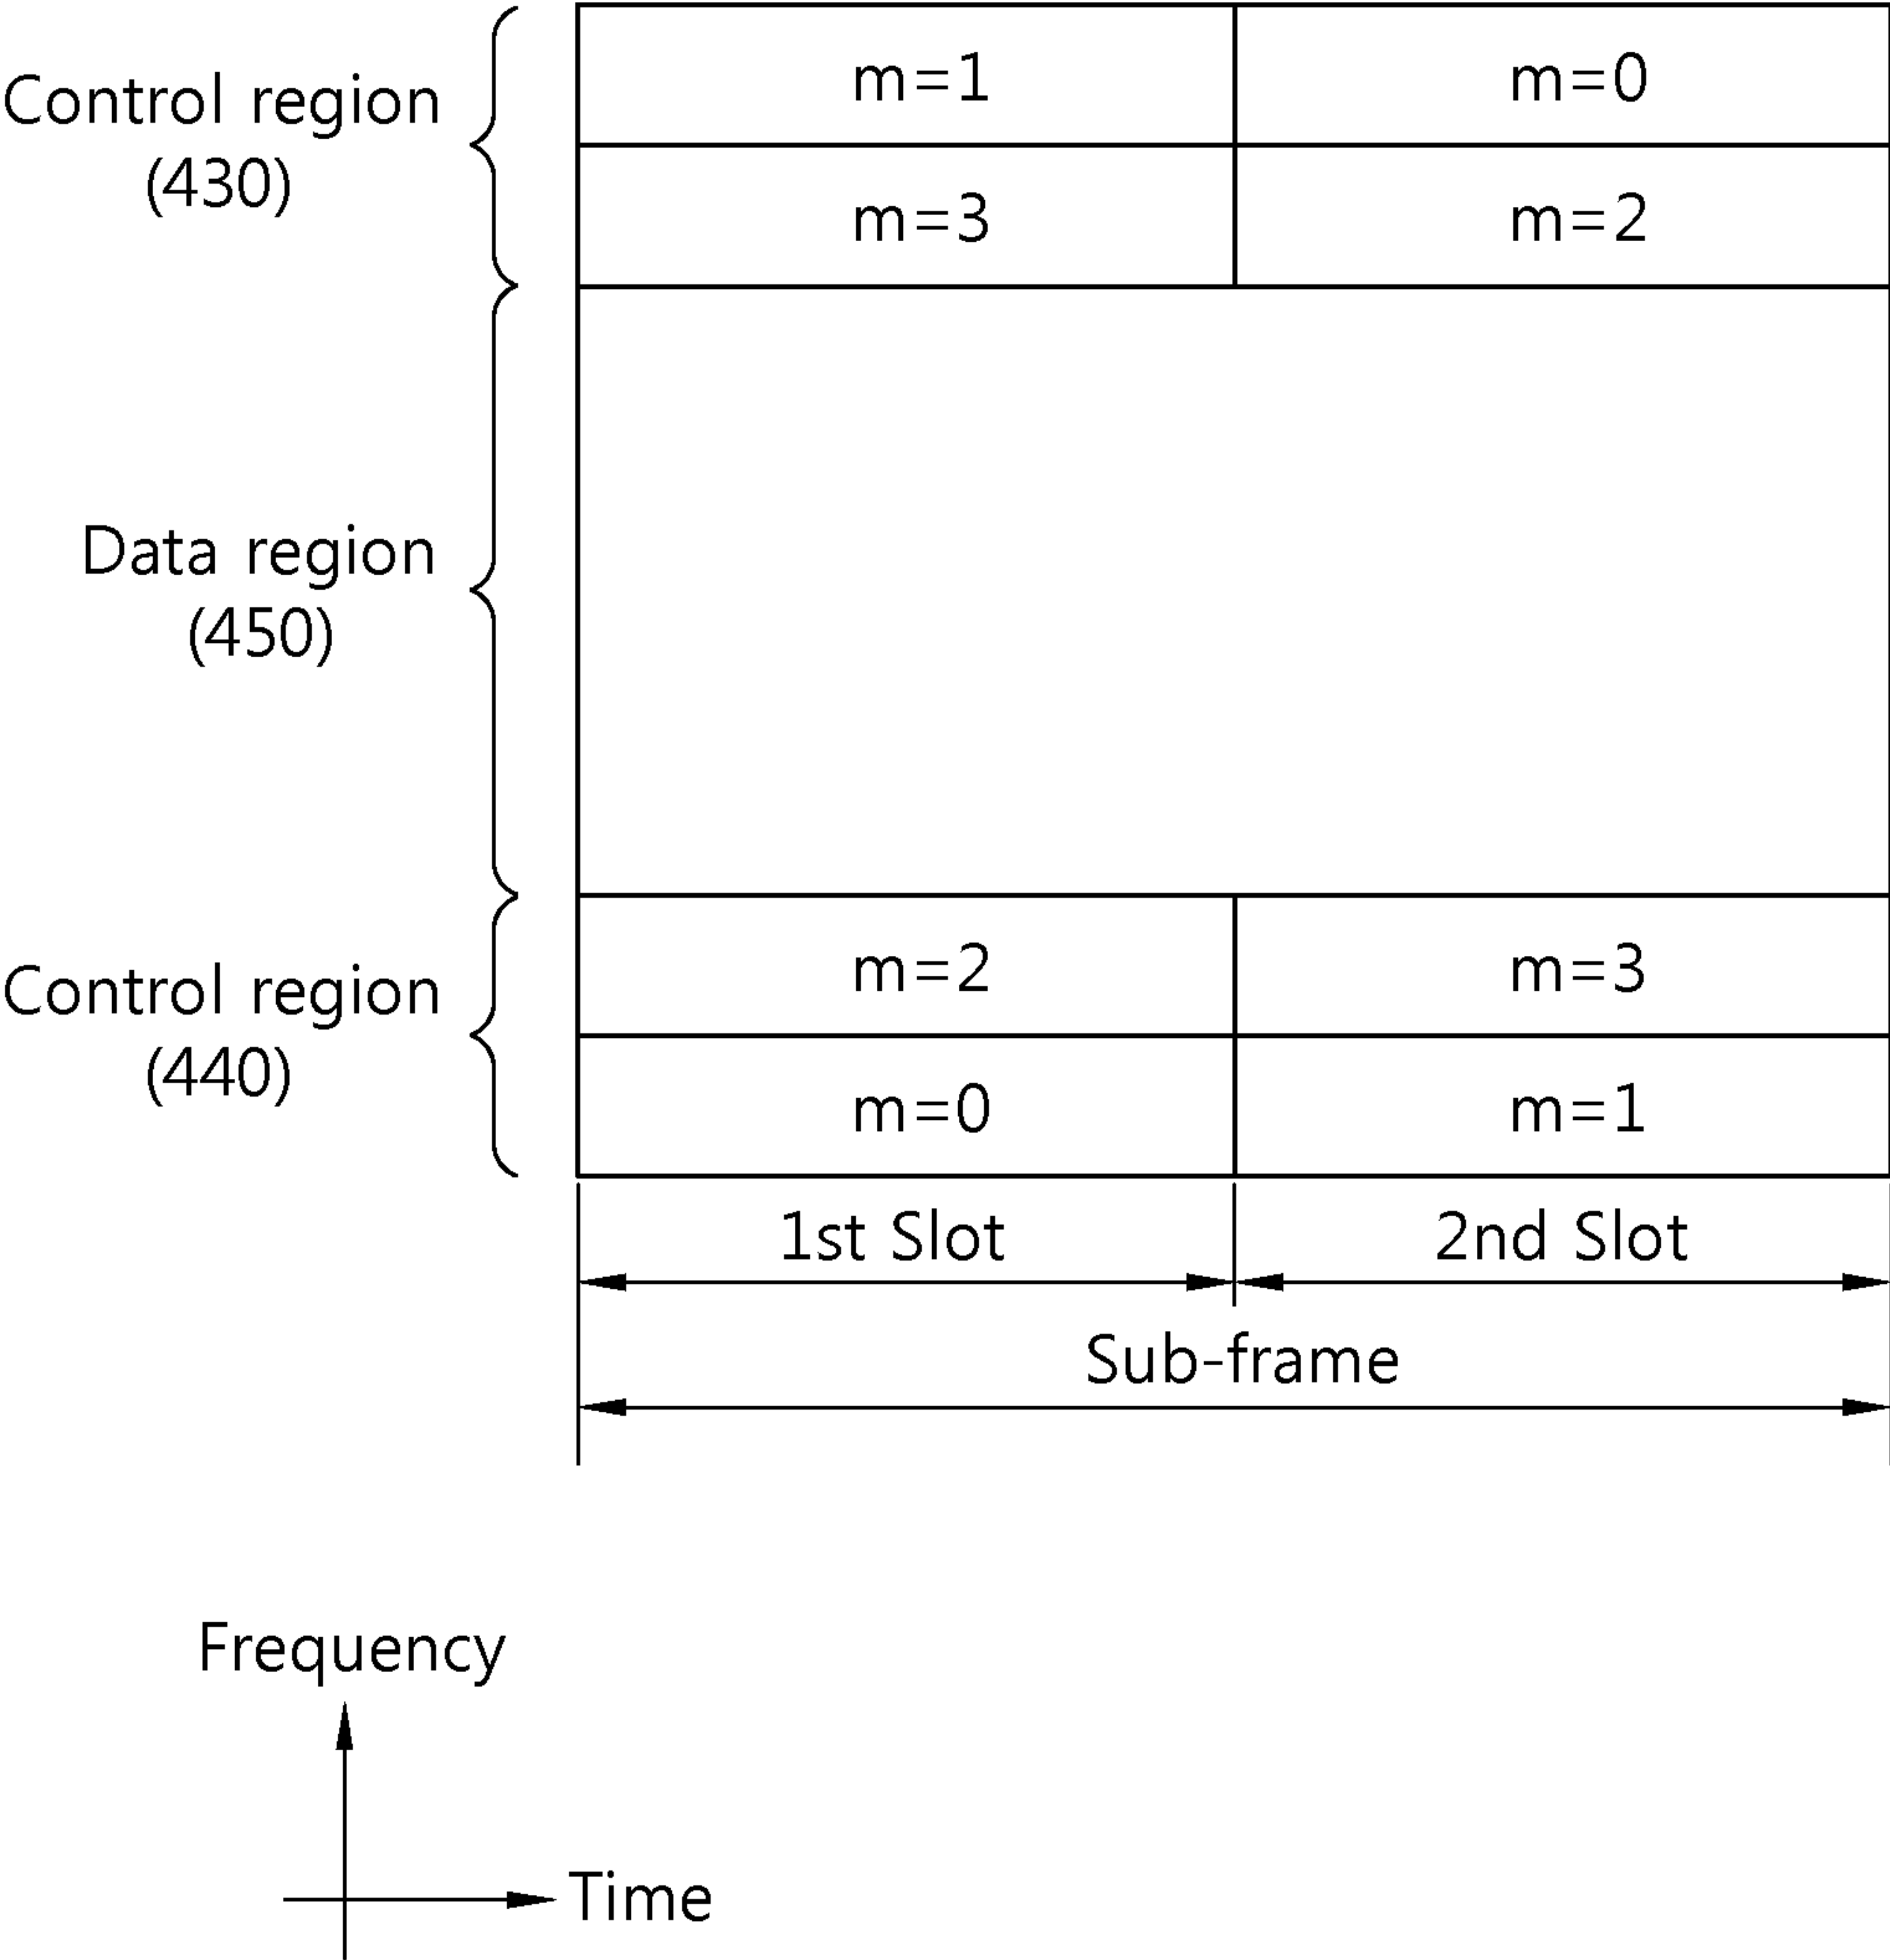 Control region
(430)
m=1
m=0
m=3
m=2
Data region
(450)
Control region
(440)
m=2
m=3
m=0
m=1
1st Slot
2nd Slot
Sub-frame
Frequency
Time